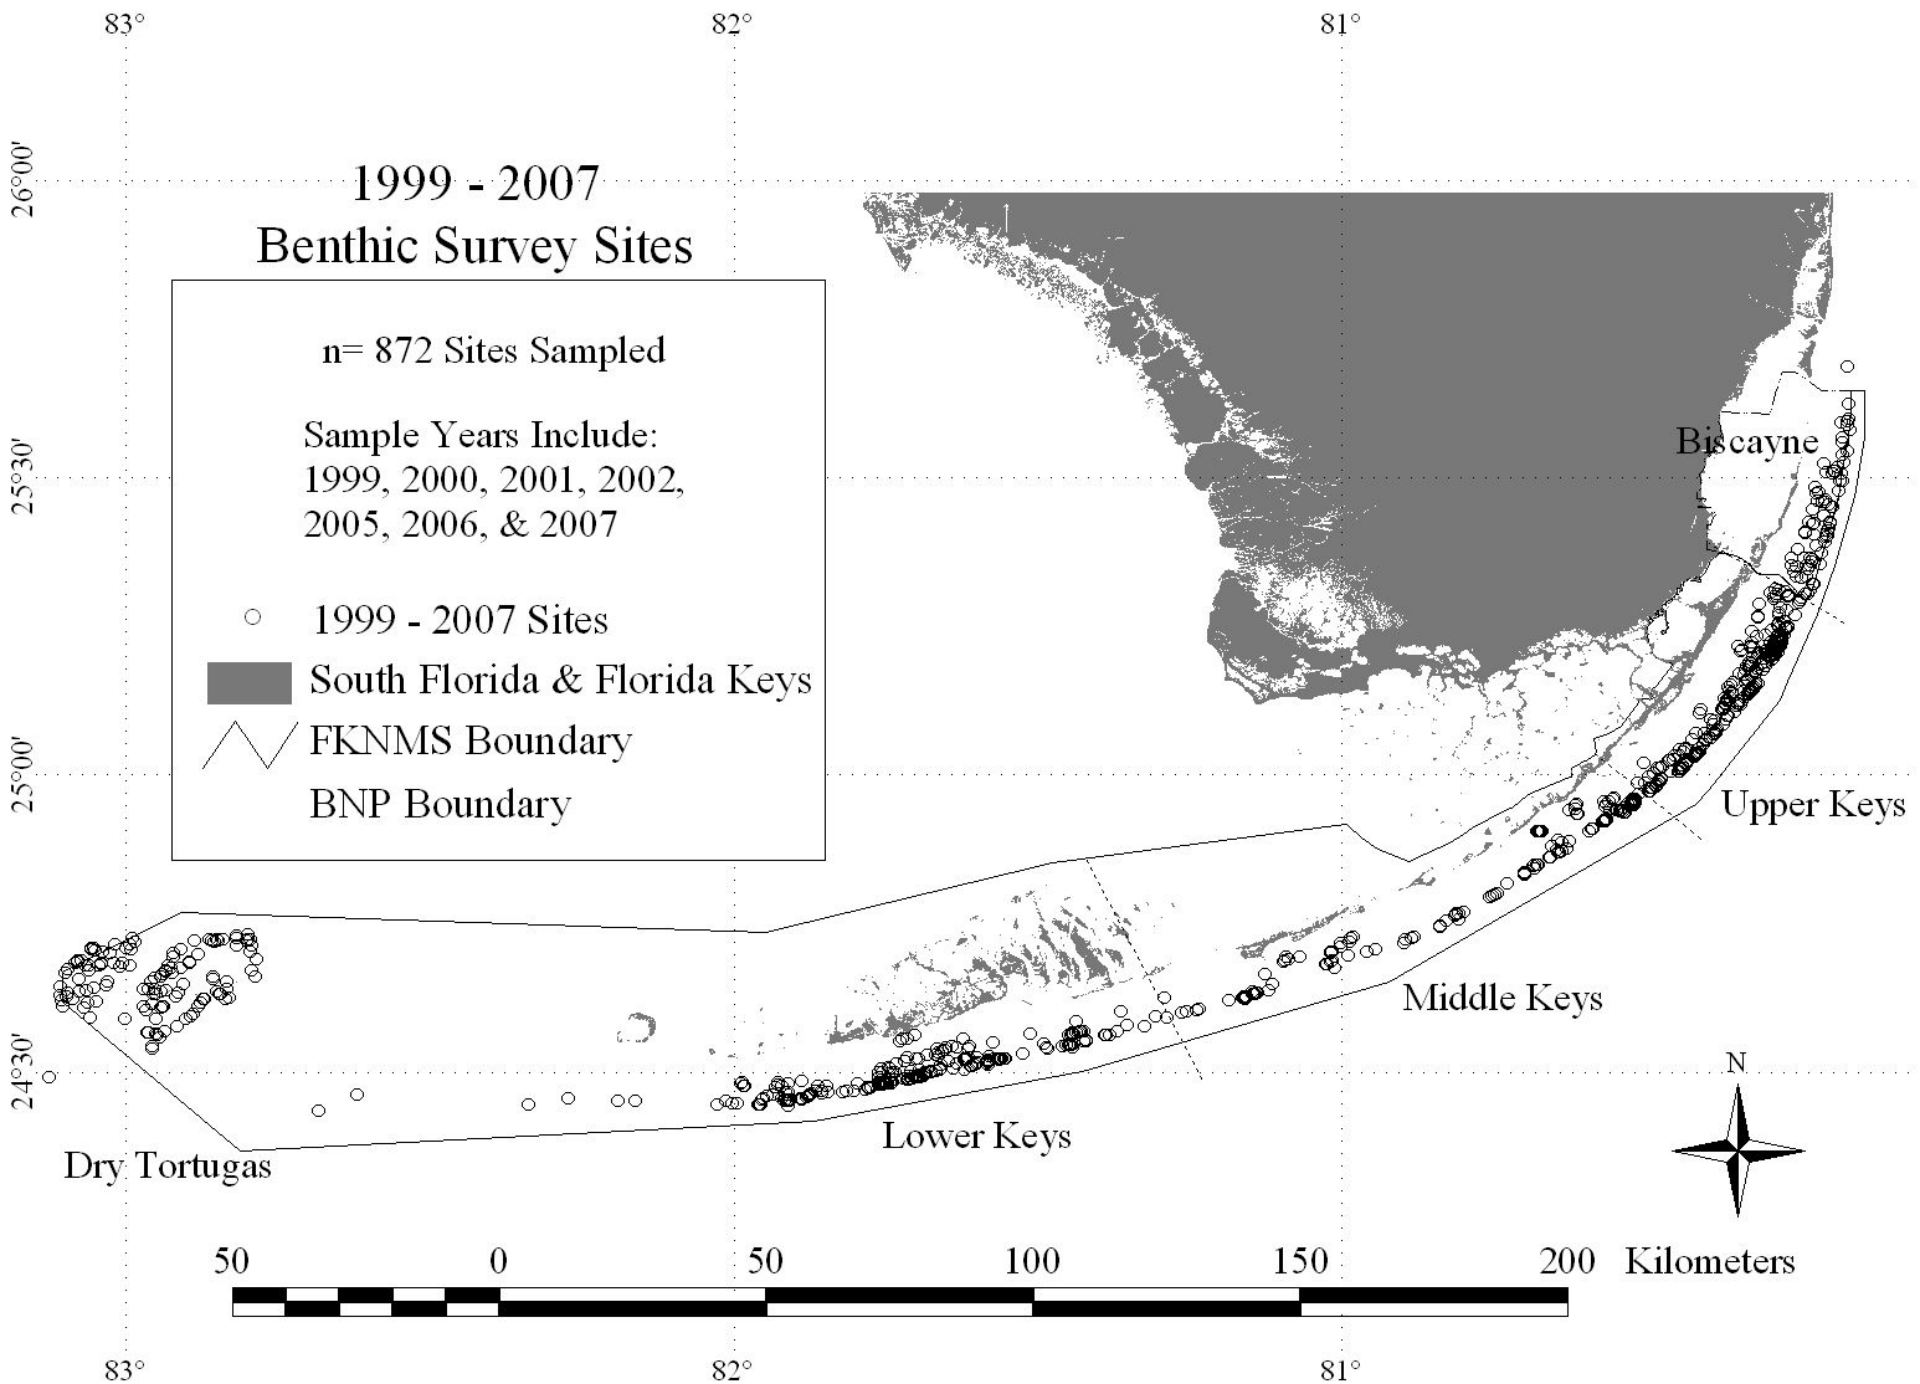 83° 82° 81°
26°00'
25°30'
25°00'
24°30'
1999 - 2007
Benthic Survey Sites
n= 872 Sites Sampled
Sample Years Include:
1999, 2000, 2001, 2002,
2005, 2006, & 2007
1999 - 2007 Sites
South Florida & Florida Keys
FKNMS Boundary
BNP Boundary
Biscayne
Upper Keys
Middle Keys
Lower Keys
Dry Tortugas
N
50 0 50 100 150 200 Kilometers
83° 82° 81°